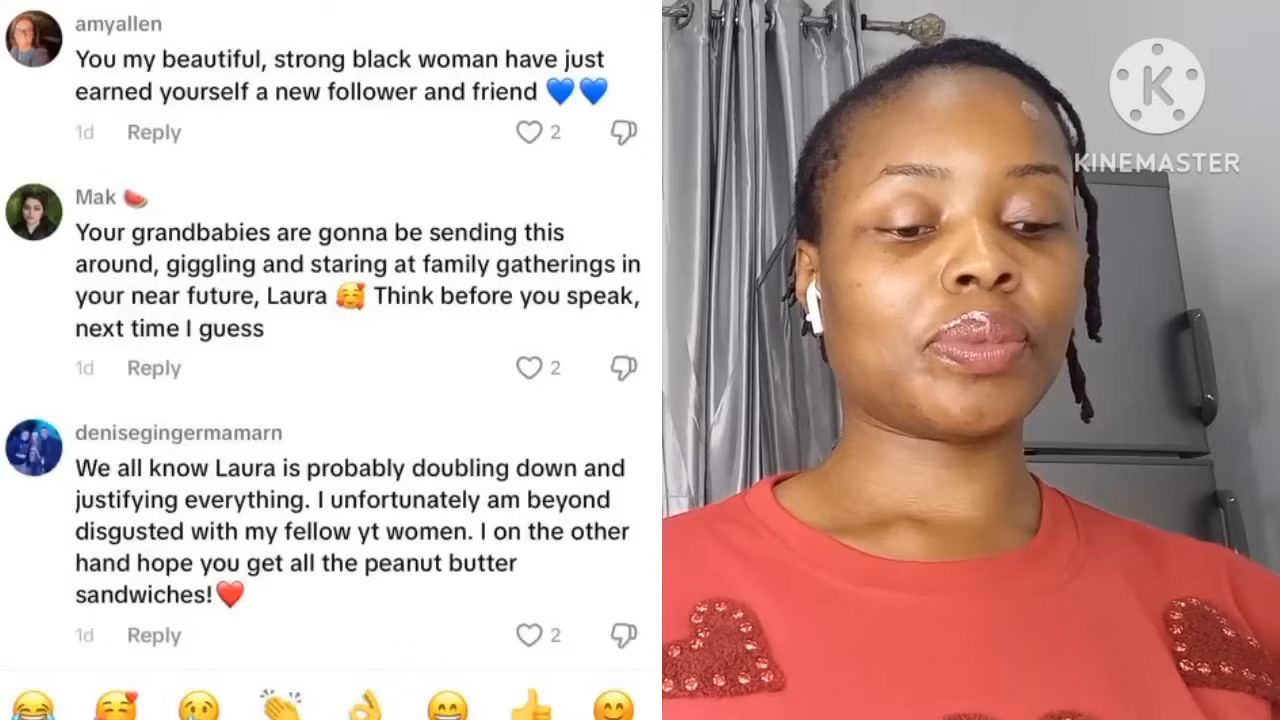 amyallen
You my beautiful, strong black woman have just
earned yourself a new follower and friend 💙💙
1d Reply 2
Mak 🍉
Your grandbabies are gonna be sending this
around, giggling and staring at family gatherings in
your near future, Laura 🥰 Think before you speak,
next time I guess
1d Reply 2
denisegingermamarn
We all know Laura is probably doubling down and
justifying everything. I unfortunately am beyond
disgusted with my fellow yt women. I on the other
hand hope you get all the peanut butter
sandwiches!❤️
1d Reply 2
K
KINEMASTER